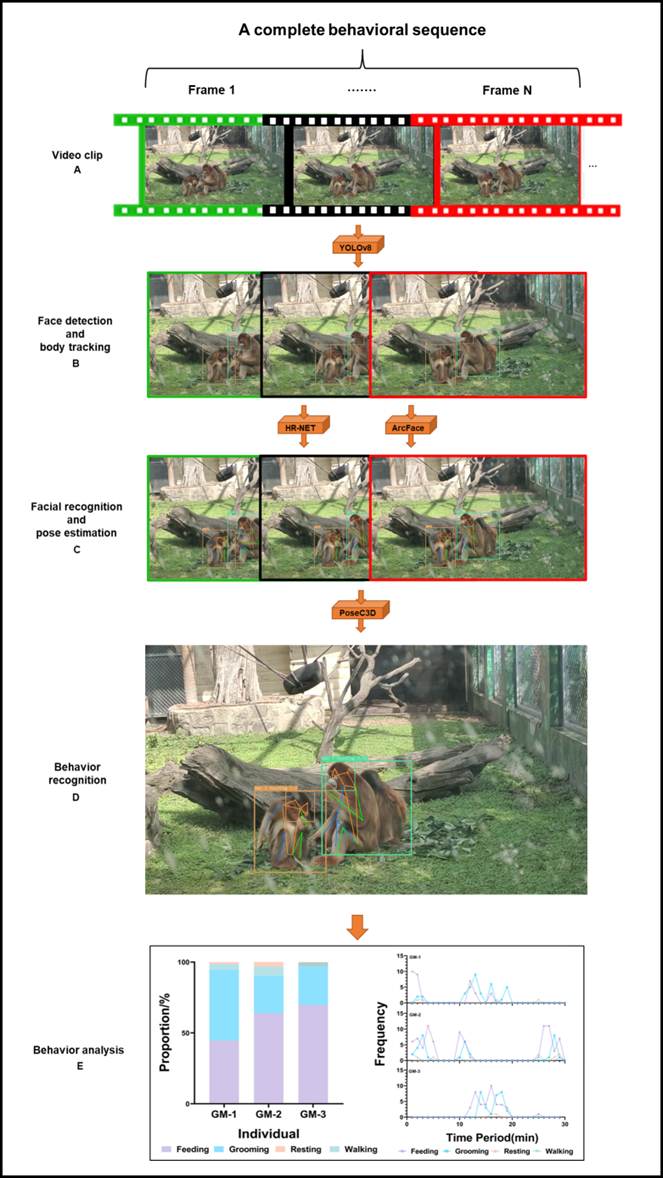 A complete behavioral sequence
Frame 1
.......
Frame N
Video clip
A
...
YOLOv8
Face detection
and
body tracking
B
HR-NET
ArcFace
Facial recognition
and
pose estimation
C
PoseC3D
Behavior
recognition
D
Behavior analysis
E
Proportion/%
100
50
0
GM-1
GM-2
GM-3
Individual
Feeding
Grooming
Resting
Walking
Frequency
GM-1
15
10
5
0
GM-2
15
10
5
0
GM-3
15
10
5
0
0
10
20
30
Time Period(min)
Feeding
Grooming
Resting
Walking